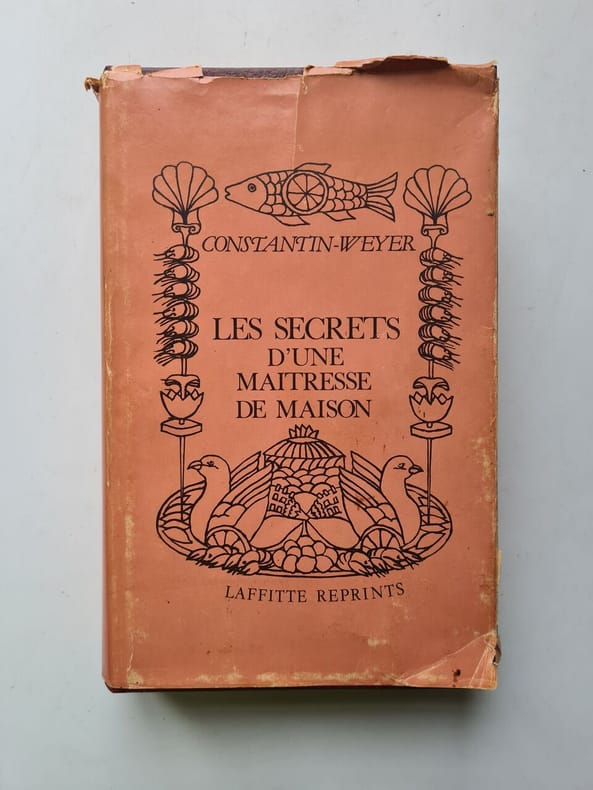 CONSTANTIN-WEYER
LES SECRETS
D'UNE
MAITRESSE
DE MAISON
LAFFITTE REPRINTS